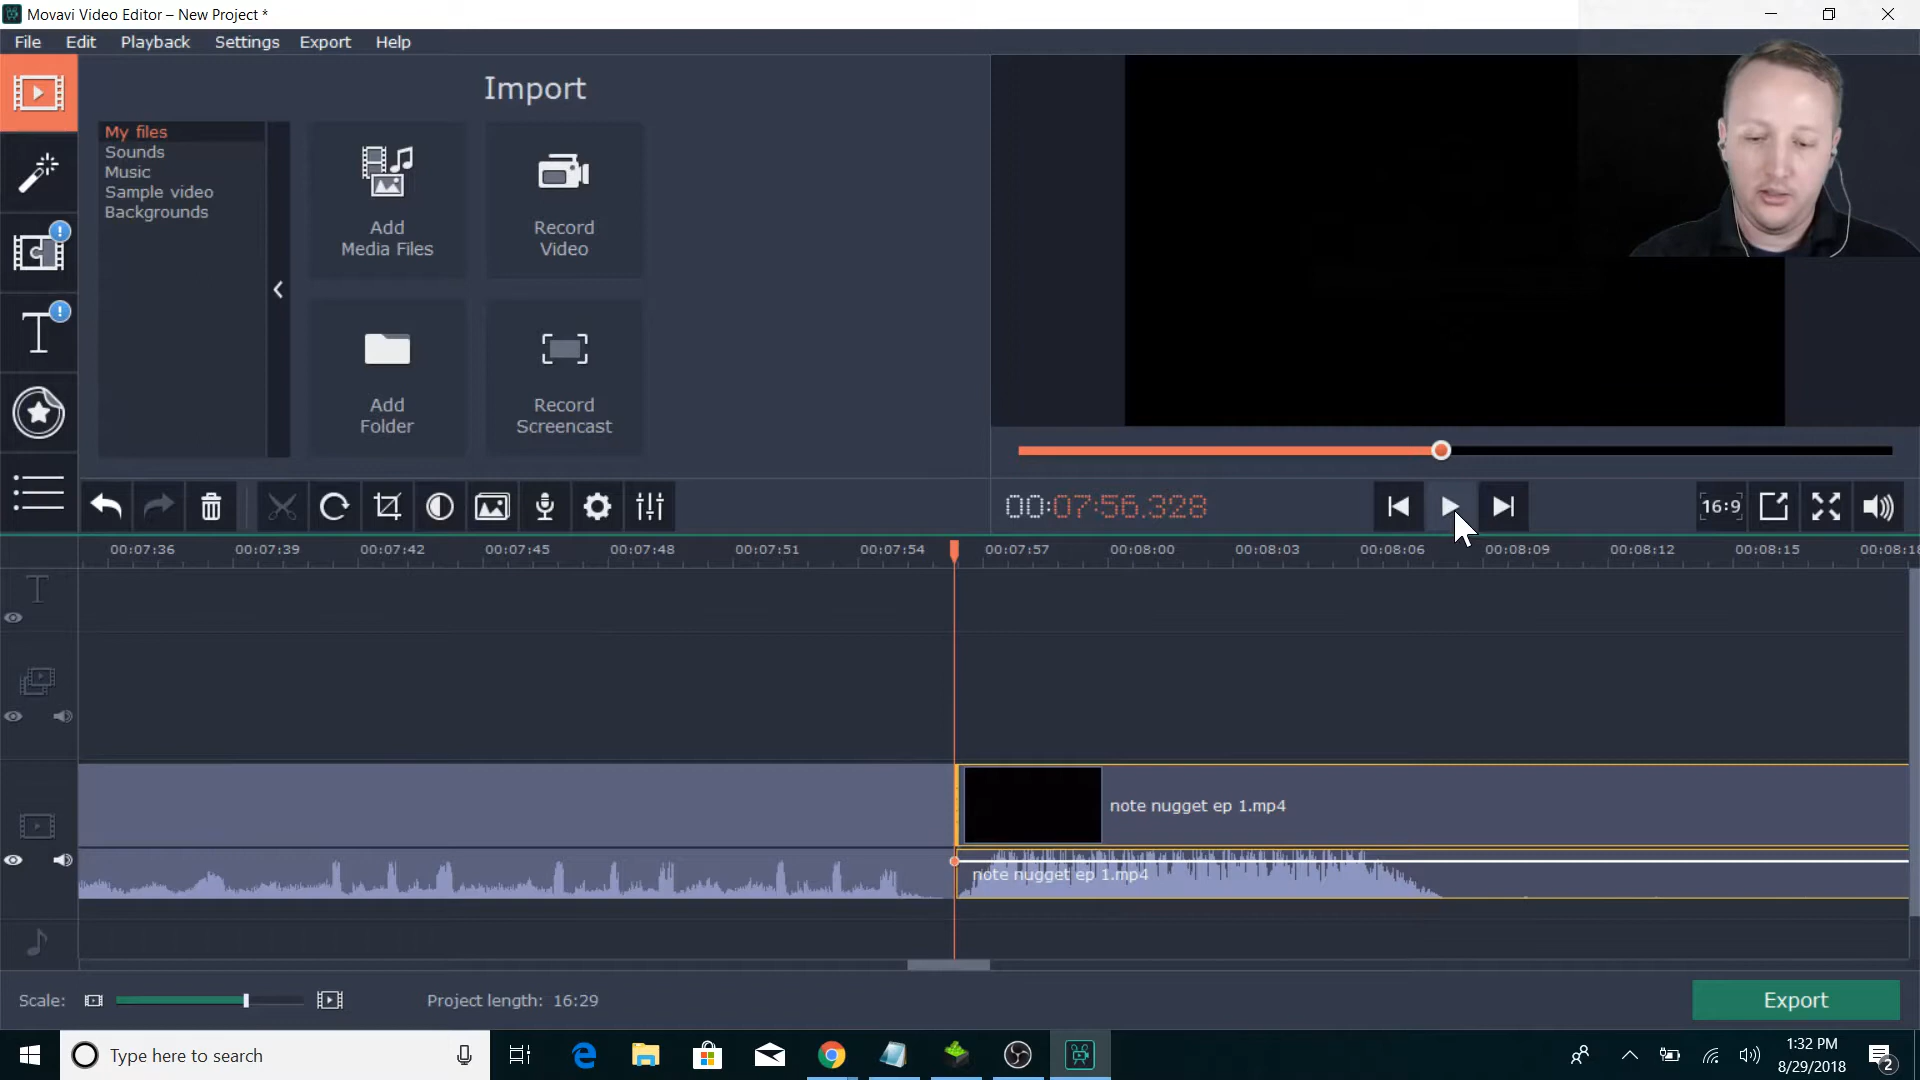 Movavi Video Editor – New Project *
File Edit Playback Settings Export Help
Import
My files
Sounds
Music
Sample video
Backgrounds
Add
Media Files
Record
Video
Add
Folder
Record
Screencast
00:07:56.328
16:9
00:07:36 00:07:39 00:07:42 00:07:45 00:07:48 00:07:51 00:07:54 00:07:57 00:08:00 00:08:03 00:08:06 00:08:09 00:08:12 00:08:15 00:08:18
T
note nugget ep 1.mp4
note nugget ep 1.mp4
Scale:
Project length: 16:29
Export
Type here to search
1:32 PM
8/29/2018
2